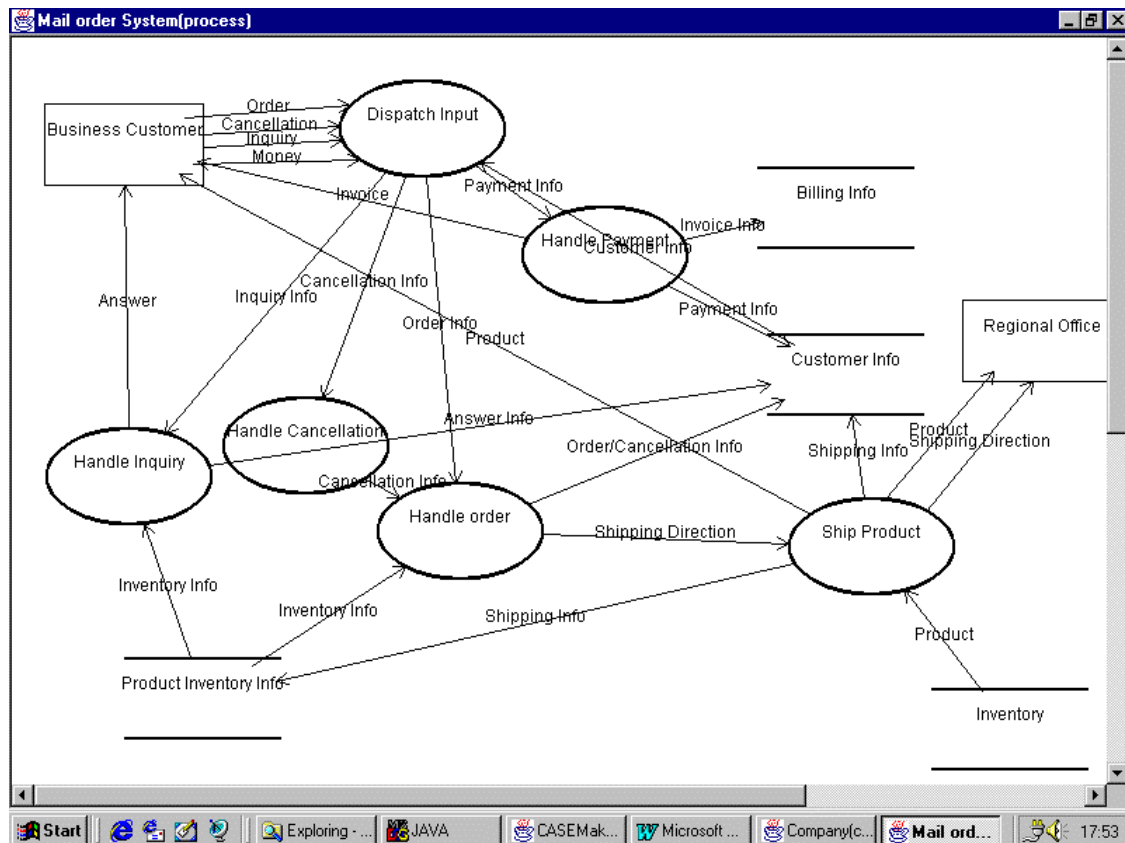 Mail order System(process)
Order
Dispatch Input
Business Customer
Cancellation
Inquiry
Money
Payment Info
Invoice
Billing Info
Invoice Info
Handle Payment
Customer Info
Cancellation Info
Inquiry Info
Answer
Payment Info
Order Info
Product
Regional Office
Customer Info
Answer Info
Handle Cancellation
Product
Shipping Direction
Order/Cancellation Info
Shipping Info
Handle Inquiry
Cancellation Info
Handle order
Shipping Direction
Ship Product
Inventory Info
Inventory Info
Shipping Info
Product
Product Inventory Info
Inventory
Start
Exploring - ...
JAVA
CASEMak...
Microsoft ...
Company(c...
Mail ord...
17:53